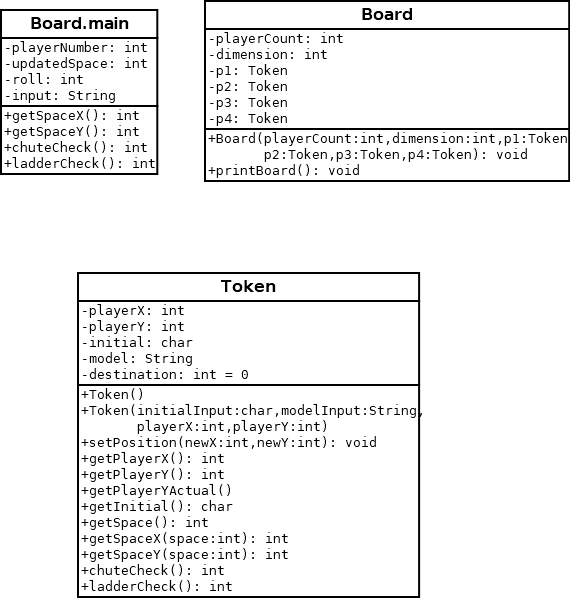 Board.main
-playerNumber: int
-updatedSpace: int
-roll: int
-input: String
+getSpaceX(): int
+getSpaceY(): int
+chuteCheck(): int
+ladderCheck(): int
Board
-playerCount: int
-dimension: int
-p1: Token
-p2: Token
-p3: Token
-p4: Token
+Board(playerCount:int,dimension:int,p1:Token
p2:Token,p3:Token,p4:Token): void
+printBoard(): void
Token
-playerX: int
-playerY: int
-initial: char
-model: String
-destination: int = 0
+Token()
+Token(initialInput:char,modelInput:String,
playerX:int,playerY:int)
+setPosition(newX:int,newY:int): void
+getPlayerX(): int
+getPlayerY(): int
+getPlayerYActual()
+getInitial(): char
+getSpace(): int
+getSpaceX(space:int): int
+getSpaceY(space:int): int
+chuteCheck(): int
+ladderCheck(): int